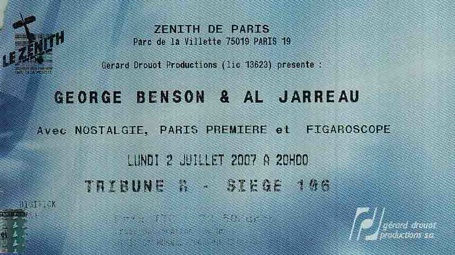 ZENITH DE PARIS
Parc de la Villette 75019 PARIS 19
LE ZENITH
Gérard Drouot Productions (lic 13623) présente :
GEORGE BENSON & AL JARREAU
Avec NOSTALGIE, PARIS PREMIERE et FIGAROSCOPE
LUNDI 2 JUILLET 2007 A 20H00
TRIBUNE R - SIEGE 106
DIGITICK
gérard drouot
productions sa